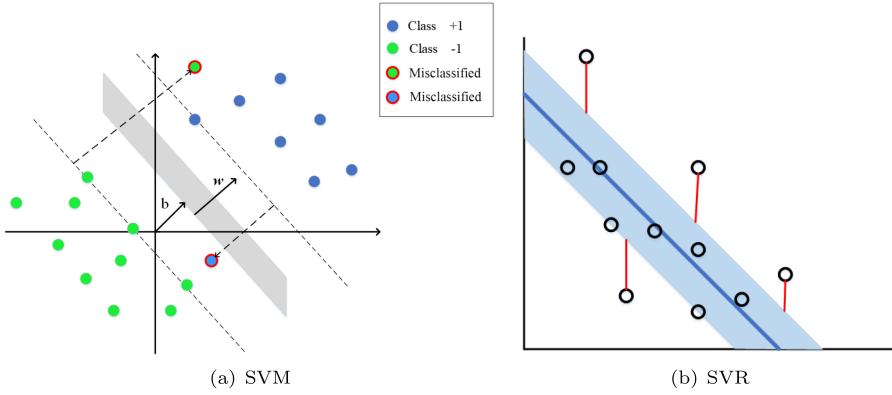 Class +1
Class -1
Misclassified
Misclassified
w
b
(a) SVM
(b) SVR